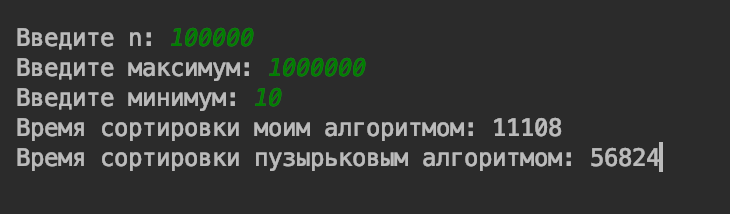 Введите n: 100000
Введите максимум: 1000000
Введите минимум: 10
Время сортировки моим алгоритмом: 11108
Время сортировки пузырьковым алгоритмом: 56824